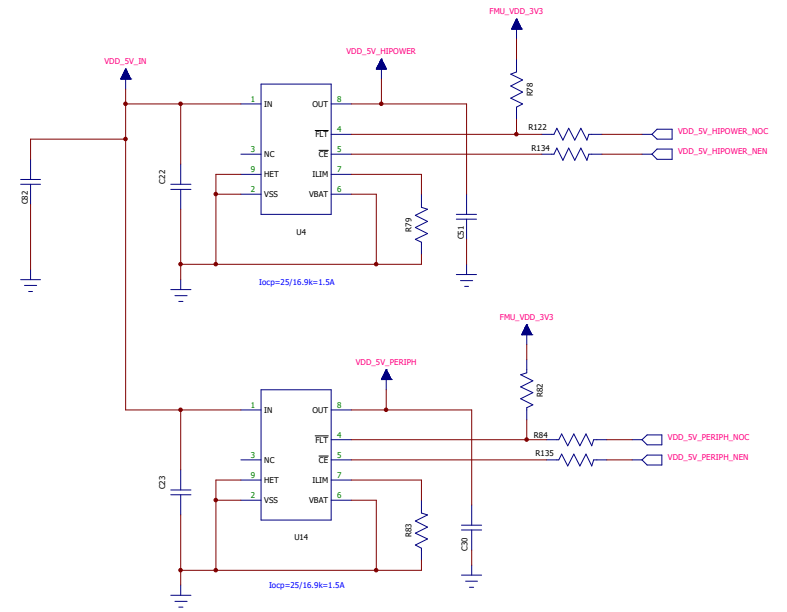 FMU_VDD_3V3
VDD_5V_HIPOWER
VDD_5V_IN
R78
1 IN OUT 8
4 FLT
R122
VDD_5V_HIPOWER_NOC
3 NC CE 5
R134
VDD_5V_HIPOWER_NEN
9 HET ILIM 7
2 VSS VBAT 6
C82
C22
R79
C51
U4
Iocp=25/16.9k=1.5A
FMU_VDD_3V3
VDD_5V_PERIPH
R82
1 IN OUT 8
FLT 4
R84
VDD_5V_PERIPH_NOC
3 NC CE 5
R135
VDD_5V_PERIPH_NEN
9 HET ILIM 7
2 VSS VBAT 6
C23
R83
C30
U14
Iocp=25/16.9k=1.5A